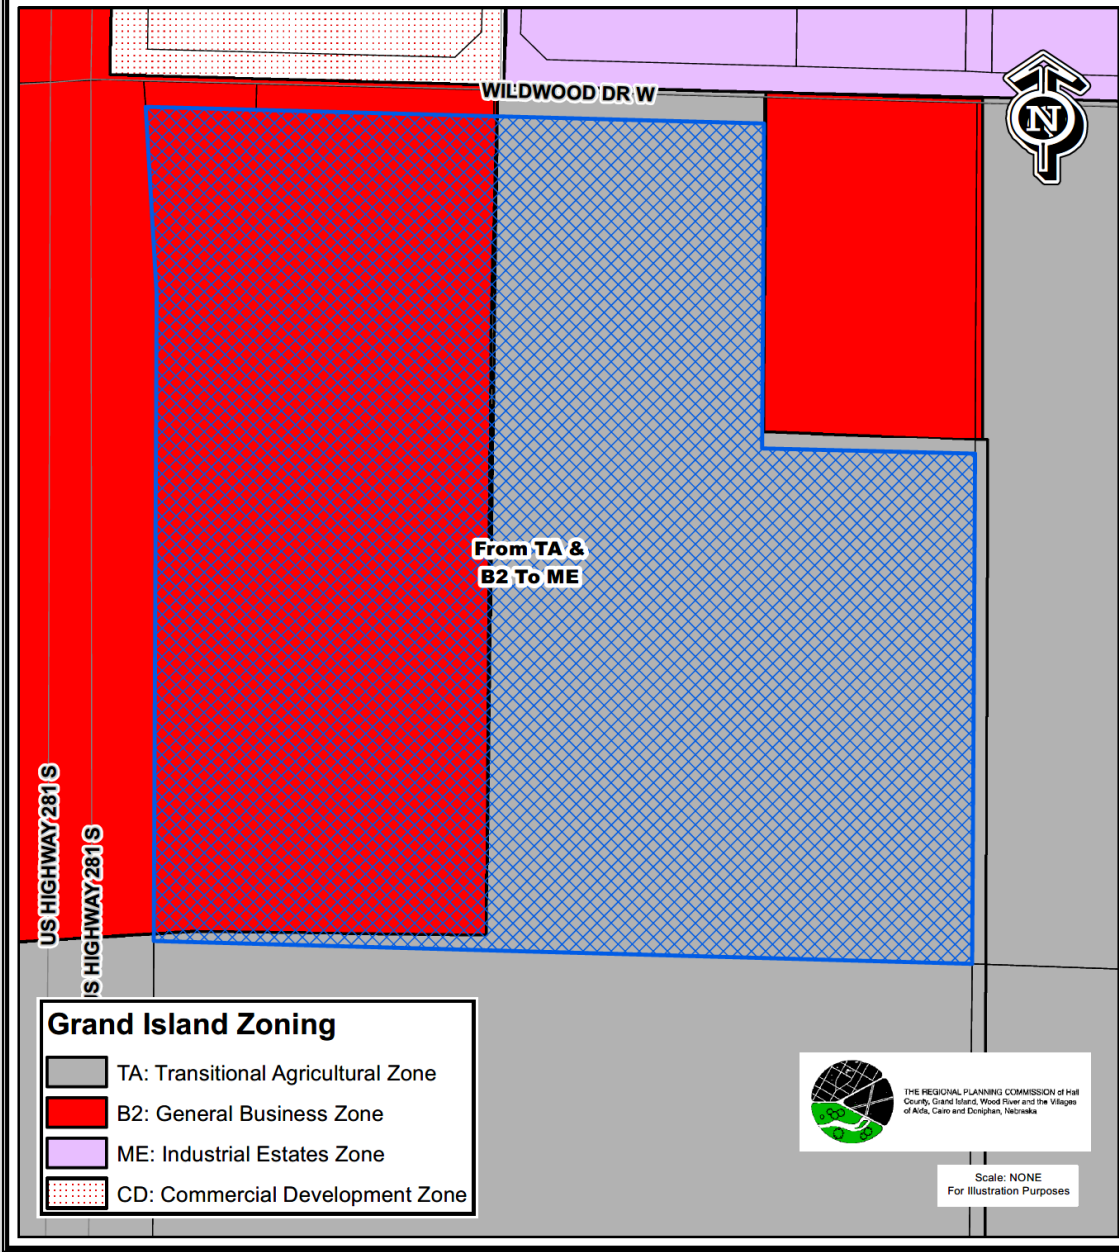 WILDWOOD DR W
N
From TA &
B2 To ME
US HIGHWAY 281 S
US HIGHWAY 281 S
Grand Island Zoning
TA: Transitional Agricultural Zone
B2: General Business Zone
ME: Industrial Estates Zone
CD: Commercial Development Zone
THE REGIONAL PLANNING COMMISSION of Hall
County, Grand Island, Wood River and the Villages
of Alda, Cairo and Doniphan, Nebraska
Scale: NONE
For Illustration Purposes